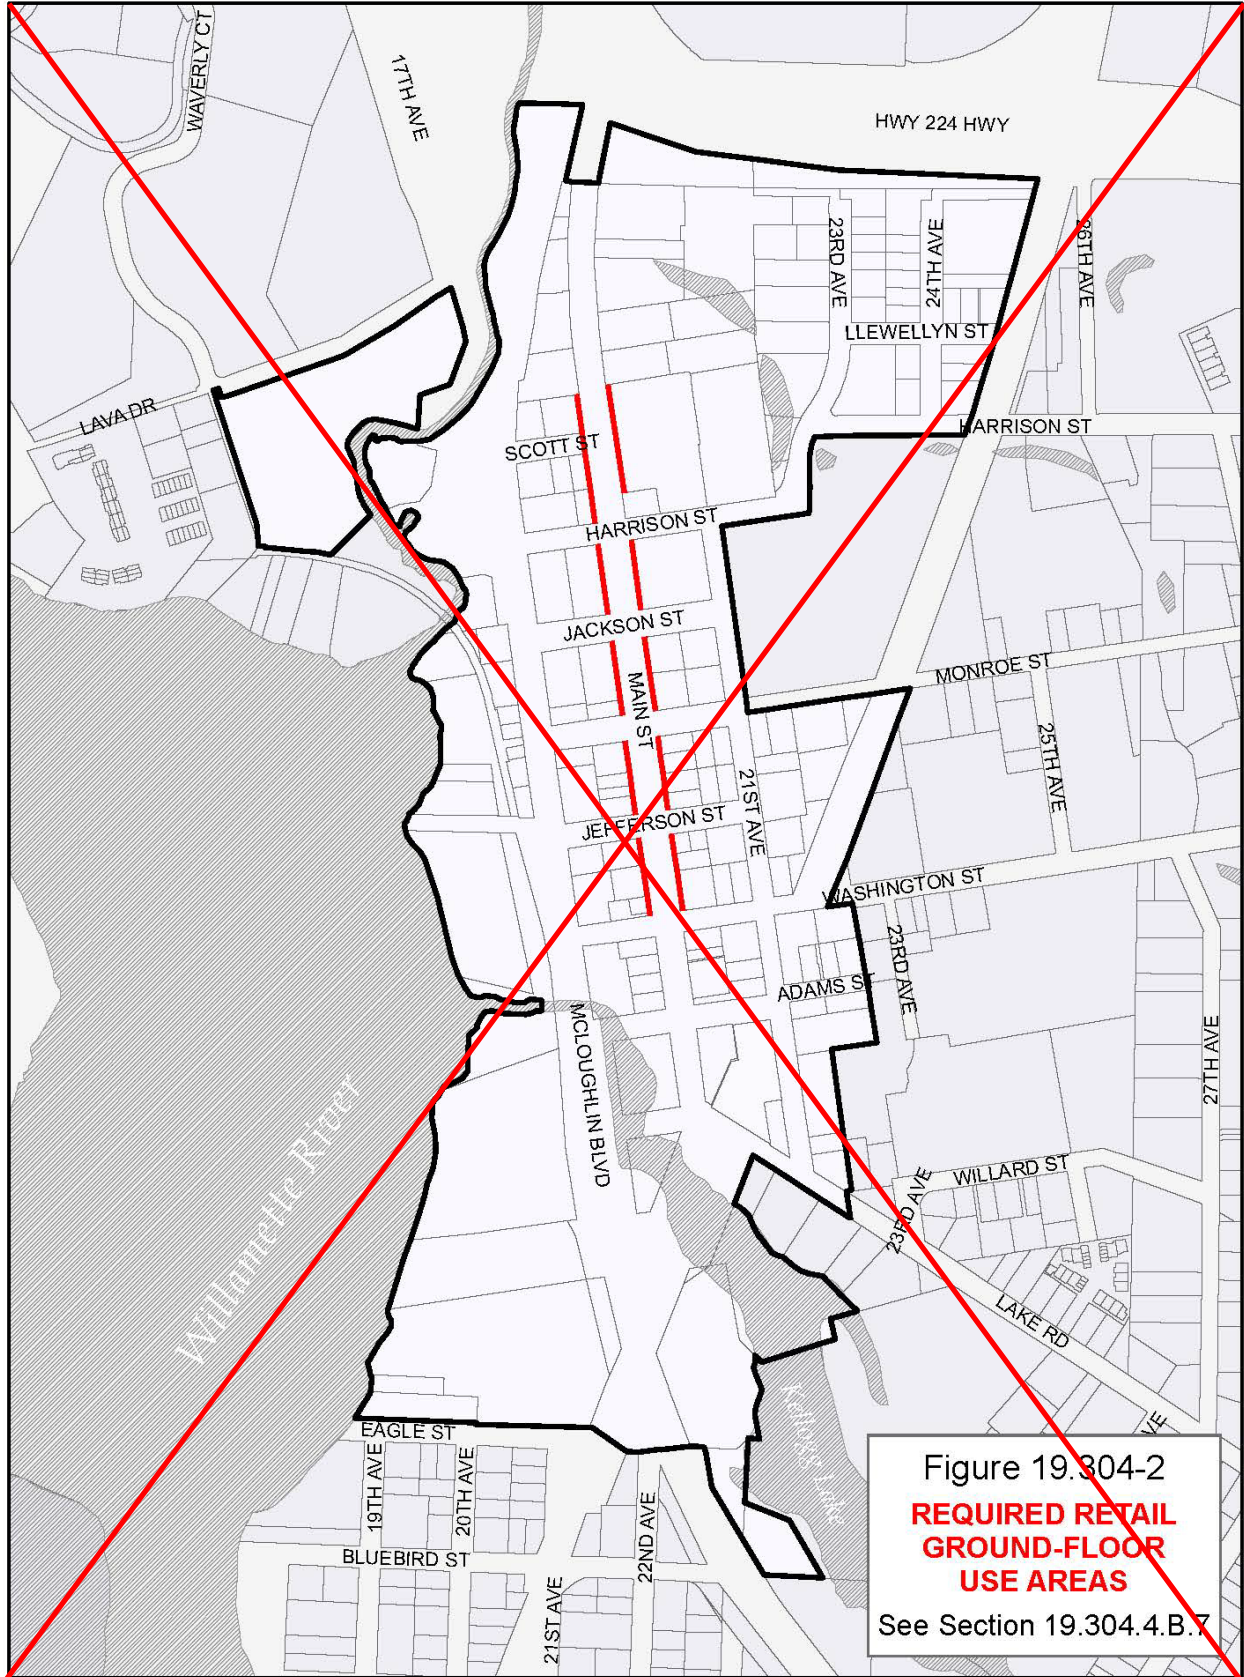 WAVERLY CT
17TH AVE
HWY 224 HWY
23RD AVE
24TH AVE
26TH AVE
LLEWELLYN ST
LAVA DR
SCOTT ST
HARRISON ST
HARRISON ST
JACKSON ST
MAIN ST
MONROE ST
25TH AVE
21ST AVE
JEFFERSON ST
WASHINGTON ST
23RD AVE
ADAMS ST
MCLOUGHLIN BLVD
27TH AVE
Willamette River
WILLARD ST
23RD AVE
LAKE RD
Kellogg Lake
EAGLE ST
19TH AVE
20TH AVE
22ND AVE
BLUEBIRD ST
21ST AVE
VE
Figure 19.304-2
REQUIRED RETAIL
GROUND-FLOOR
USE AREAS
See Section 19.304.4.B.7